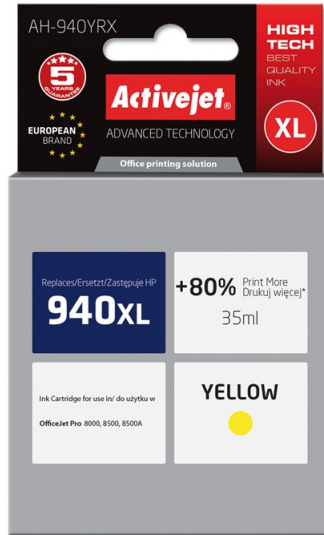 AH-940YRX
HIGH
TECH
BEST
QUALITY
INK
5
YEARS
GUARANTEE
Activejet®
EUROPEAN
BRAND
ADVANCED TECHNOLOGY
XL
Office printing solution
Replaces/Ersetzt/Zastępuje HP
940XL
+80% Print More
Drukuj więcej*
35ml
Ink Cartridge for use in/ do użytku w
OfficeJet Pro 8000, 8500, 8500A
YELLOW